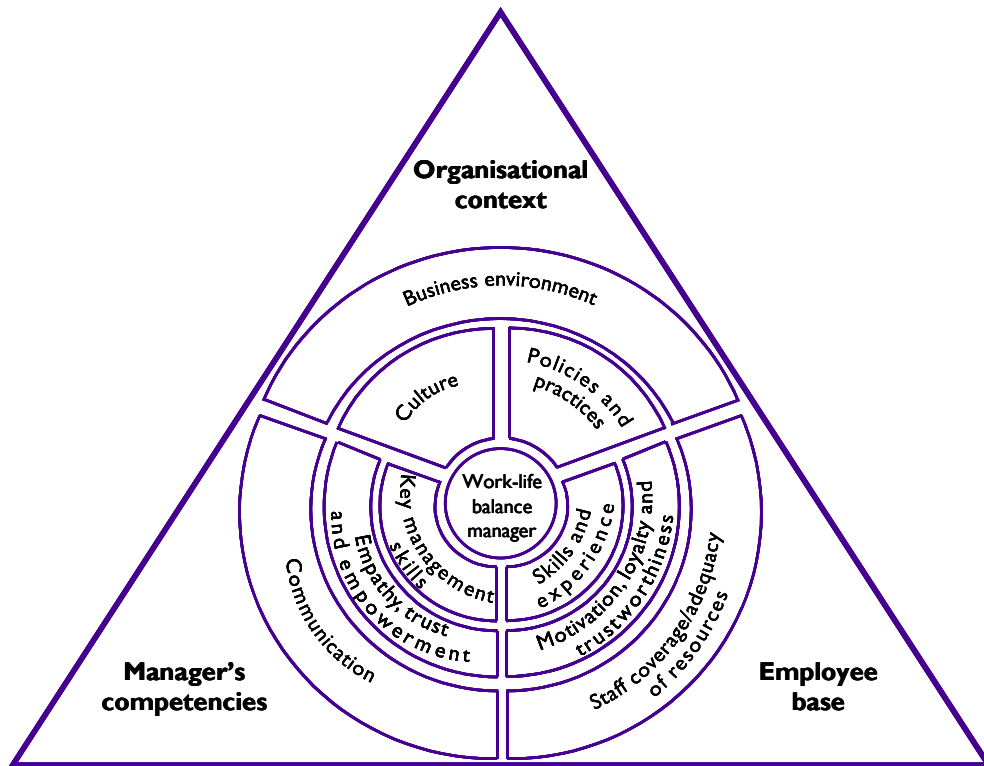 Organisational
context
Business environment
Culture
Policies and
practices
Work-life
balance
manager
Key management
skills
Empathy, trust
and empowerment
Communication
Skills and
experience
Motivation, loyalty and
trustworthiness
Staff coverage/adequacy
of resources
Manager's
competencies
Employee
base